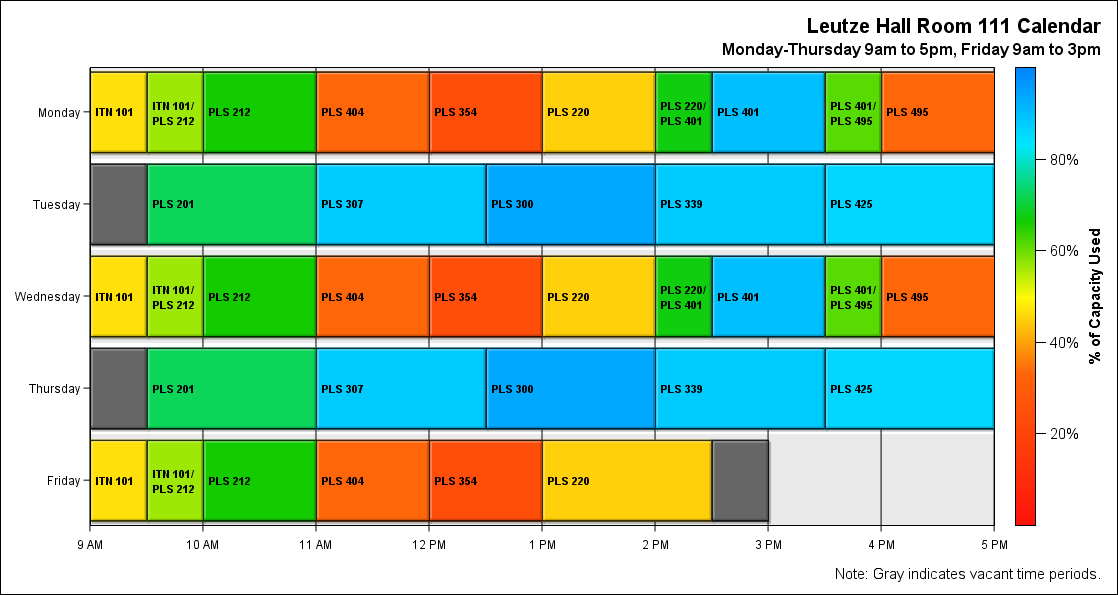 Leutze Hall Room 111 Calendar
Monday-Thursday 9am to 5pm, Friday 9am to 3pm
Monday
ITN 101
ITN 101/
PLS 212
PLS 212
PLS 404
PLS 354
PLS 220
PLS 220/
PLS 401
PLS 401
PLS 401/
PLS 495
PLS 495
Tuesday
PLS 201
PLS 307
PLS 300
PLS 339
PLS 425
Wednesday
ITN 101
ITN 101/
PLS 212
PLS 212
PLS 404
PLS 354
PLS 220
PLS 220/
PLS 401
PLS 401
PLS 401/
PLS 495
PLS 495
Thursday
PLS 201
PLS 307
PLS 300
PLS 339
PLS 425
Friday
ITN 101
ITN 101/
PLS 212
PLS 212
PLS 404
PLS 354
PLS 220
9 AM
10 AM
11 AM
12 PM
1 PM
2 PM
3 PM
4 PM
5 PM
80%
60%
40%
20%
% of Capacity Used
Note: Gray indicates vacant time periods.